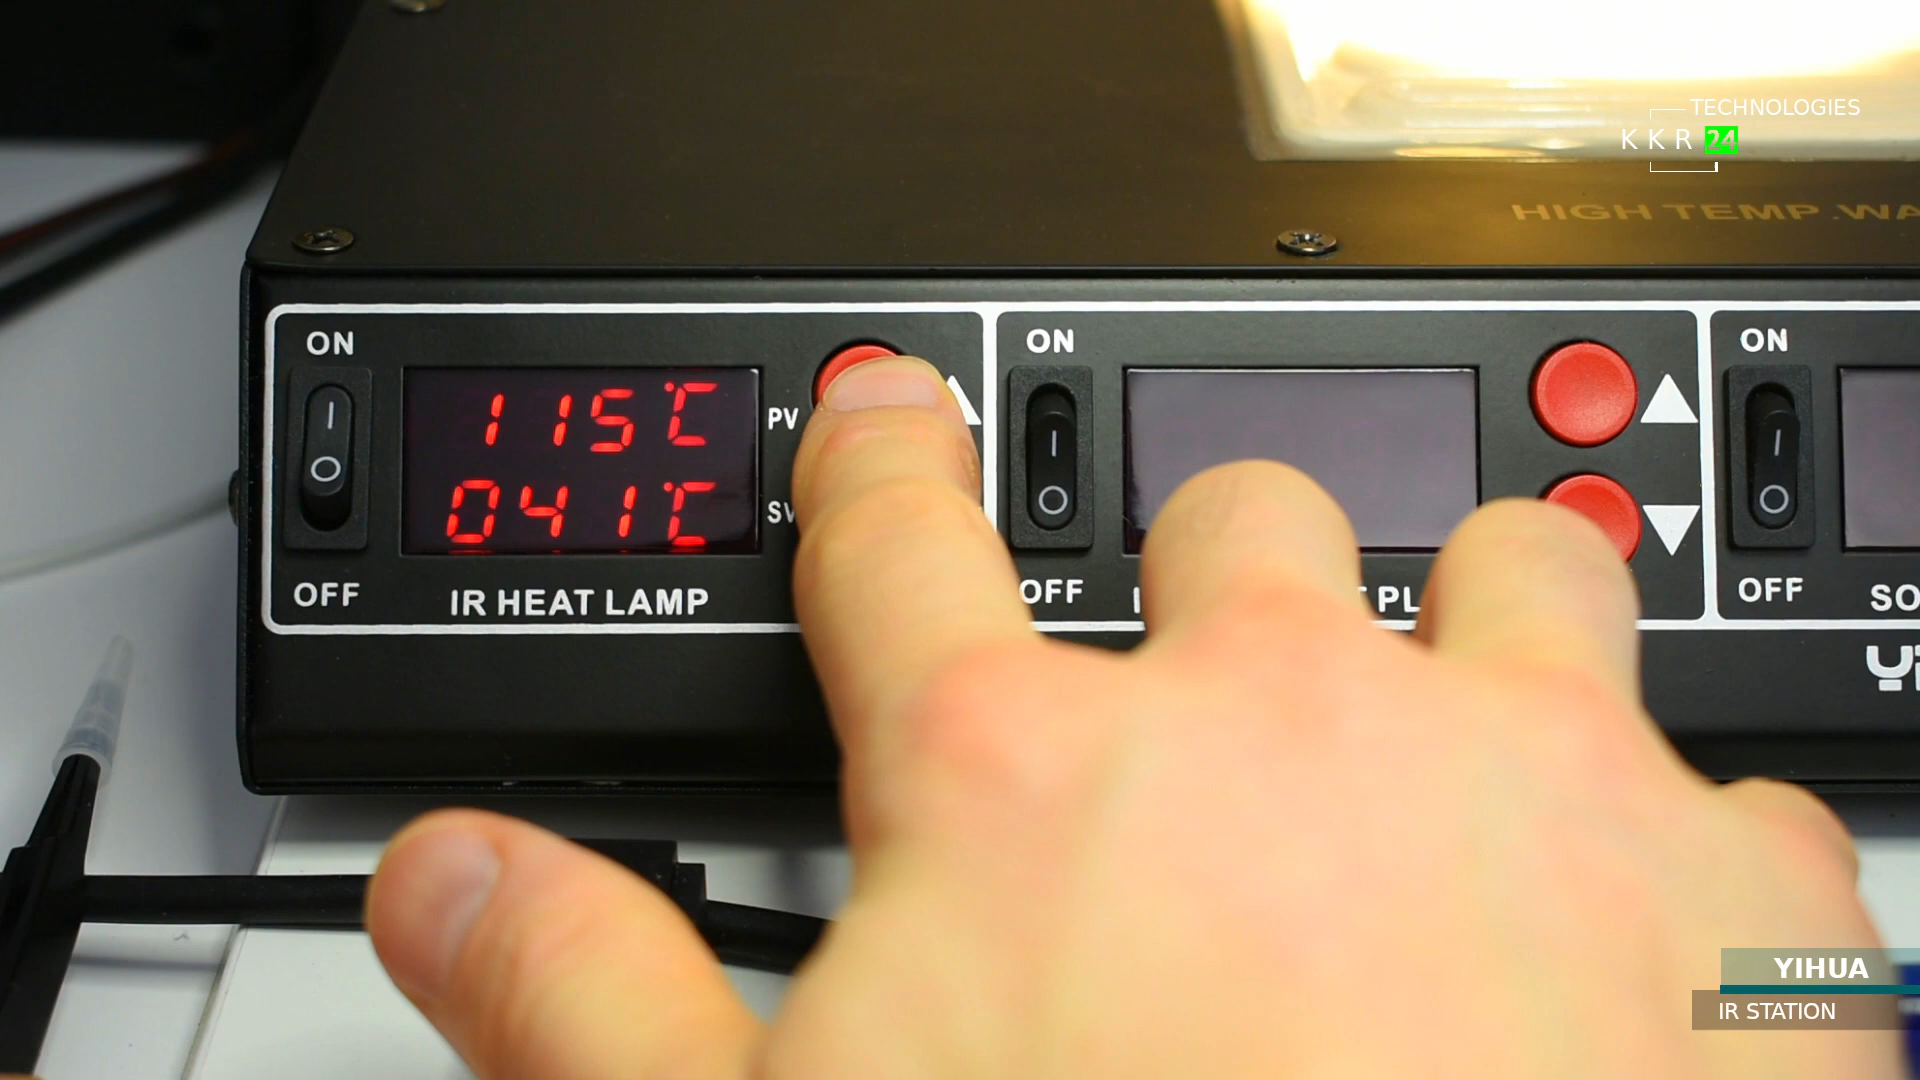 TECHNOLOGIES
KKR 24
HIGH TEMP.
ON
115°C
PV
041°C
SV
OFF
IR HEAT LAMP
ON
OFF
ON
OFF
YIHUA
IR STATION